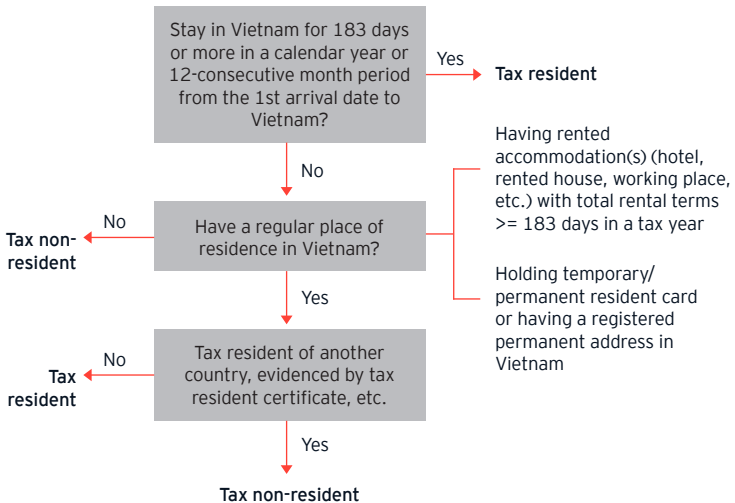 Stay in Vietnam for 183 days
or more in a calendar year or
12-consecutive month period
from the 1st arrival date to
Vietnam?
Yes
Tax resident
No
Having rented
accommodation(s) (hotel,
rented house, working place,
etc.) with total rental terms
>= 183 days in a tax year
Have a regular place of
residence in Vietnam?
No
Tax non-
resident
Holding temporary/
permanent resident card
or having a registered
permanent address in
Vietnam
Yes
Tax resident of another
country, evidenced by tax
resident certificate, etc.
No
Tax
resident
Yes
Tax non-resident